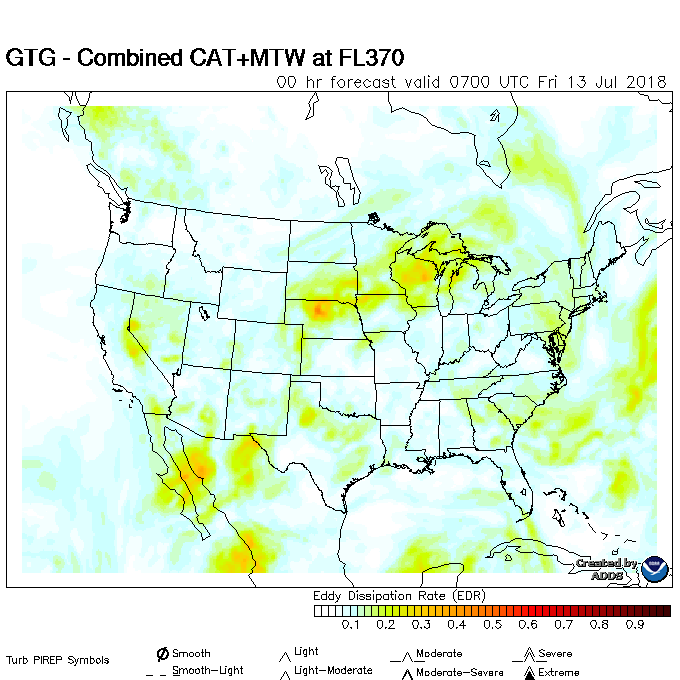 GTG - Combined CAT+MTW at FL370
00 hr forecast valid 0700 UTC Fri 13 Jul 2018
Created by
ADDS
Eddy Dissipation Rate (EDR)
0.1 0.2 0.3 0.4 0.5 0.6 0.7 0.8 0.9
Turb PIREP Symbols
Smooth Light Moderate Severe
Smooth-Light Light-Moderate Moderate-Severe Extreme